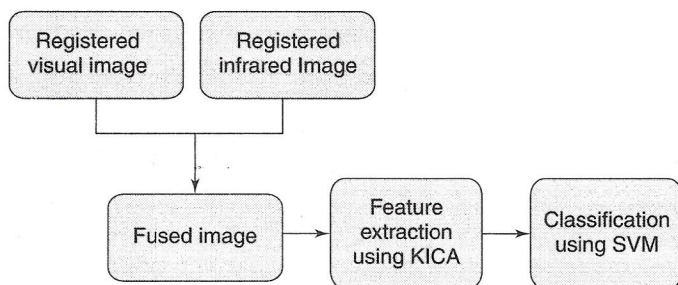 Registered
visual image
Registered
infrared Image
Fused image
Feature
extraction
using KICA
Classification
using SVM